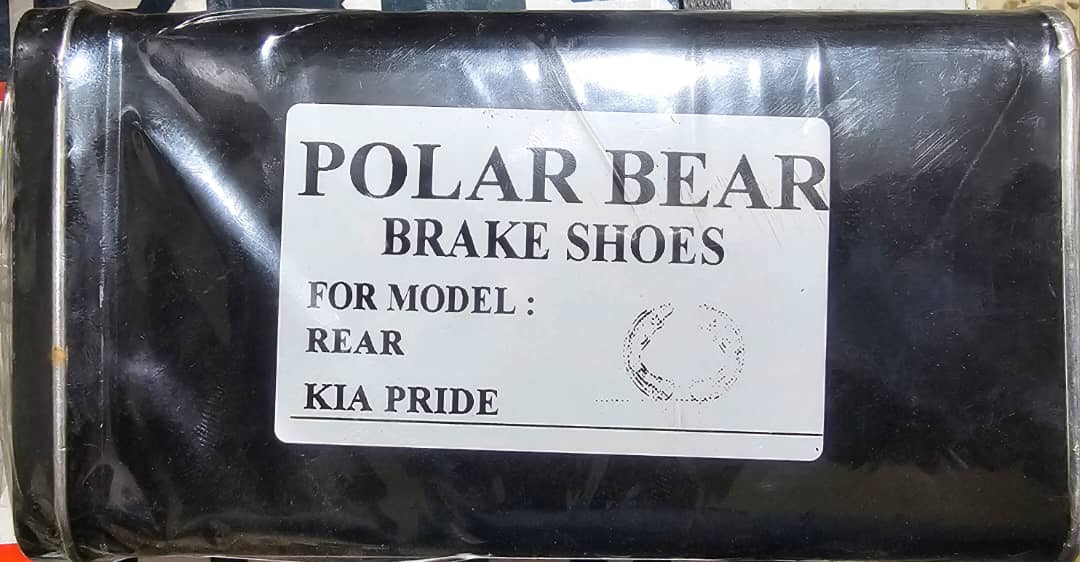 POLAR BEAR
BRAKE SHOES
FOR MODEL :
REAR
KIA PRIDE